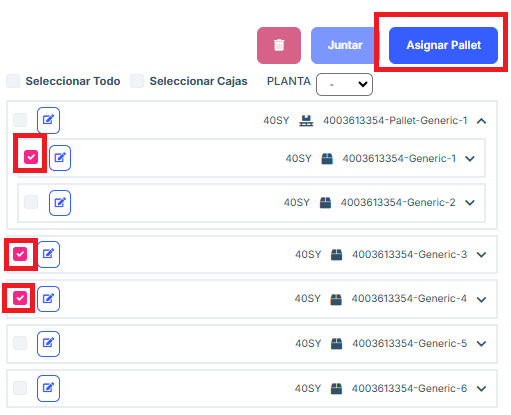 Juntar Asignar Pallet
Seleccionar Todo Seleccionar Cajas PLANTA -
40SY 4003613354-Pallet-Generic-1
40SY 4003613354-Generic-1
40SY 4003613354-Generic-2
40SY 4003613354-Generic-3
40SY 4003613354-Generic-4
40SY 4003613354-Generic-5
40SY 4003613354-Generic-6